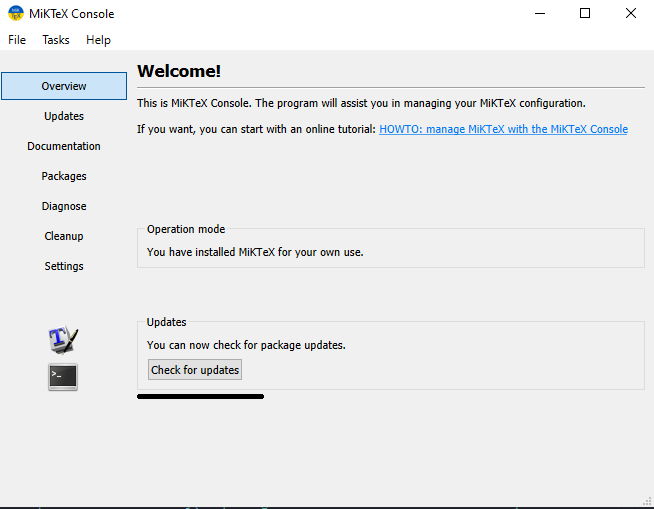 MiKTeX Console
File Tasks Help
Overview
Updates
Documentation
Packages
Diagnose
Cleanup
Settings
Welcome!
This is MiKTeX Console. The program will assist you in managing your MiKTeX configuration.
If you want, you can start with an online tutorial: HOWTO: manage MiKTeX with the MiKTeX Console
Operation mode
You have installed MiKTeX for your own use.
Updates
You can now check for package updates.
Check for updates